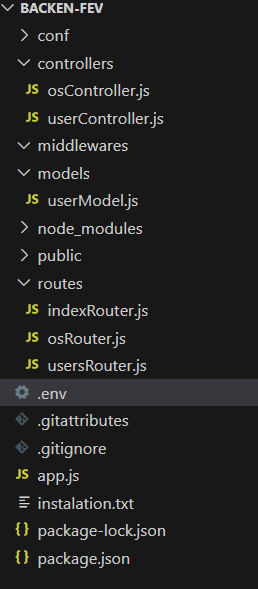 BACKEN-FEV
conf
controllers
JS osController.js
JS userController.js
middlewares
models
JS userModel.js
node_modules
public
routes
JS indexRouter.js
JS osRouter.js
JS usersRouter.js
.env
.gitattributes
.gitignore
JS app.js
instalation.txt
{} package-lock.json
{} package.json